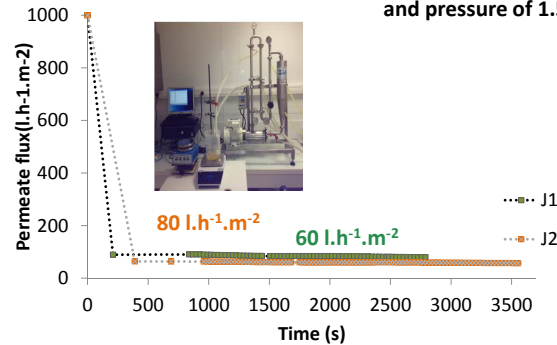 and pressure of 1.5
1000
800
600
400
200
0
Permeate flux(l.h-1.m-2)
80 l.h⁻¹.m⁻²
60 l.h⁻¹.m⁻²
J1
J2
0 500 1000 1500 2000 2500 3000 3500
Time (s)